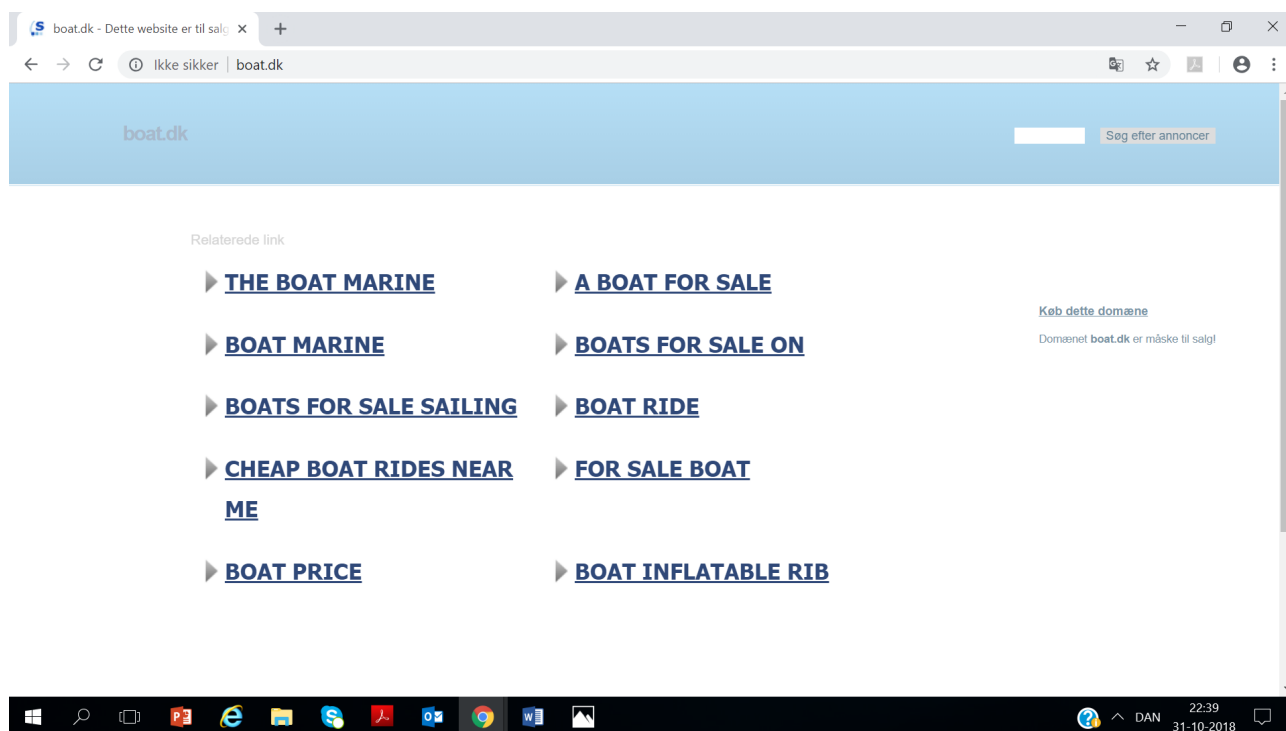 boat.dk - Dette website er til salg
Ikke sikker | boat.dk
boat.dk
Søg efter annoncer
Relaterede link
THE BOAT MARINE
A BOAT FOR SALE
BOAT MARINE
BOATS FOR SALE ON
BOATS FOR SALE SAILING
BOAT RIDE
CHEAP BOAT RIDES NEAR
ME
FOR SALE BOAT
BOAT PRICE
BOAT INFLATABLE RIB
Køb dette domæne
Domænet boat.dk er måske til salg!
DAN
22:39
31-10-2018